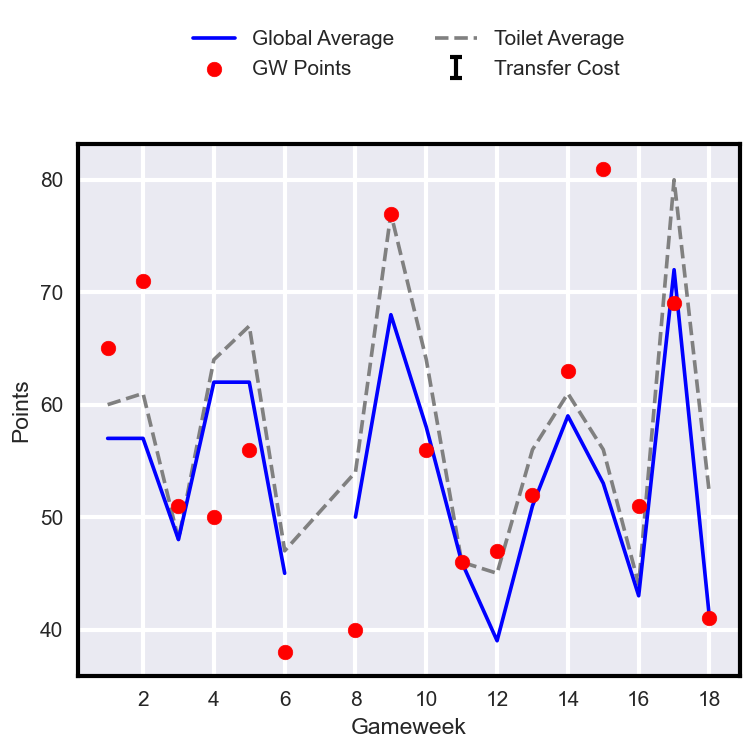 Global Average Toilet Average
GW Points Transfer Cost
80
70
60
50
40
Points
2 4 6 8 10 12 14 16 18
Gameweek